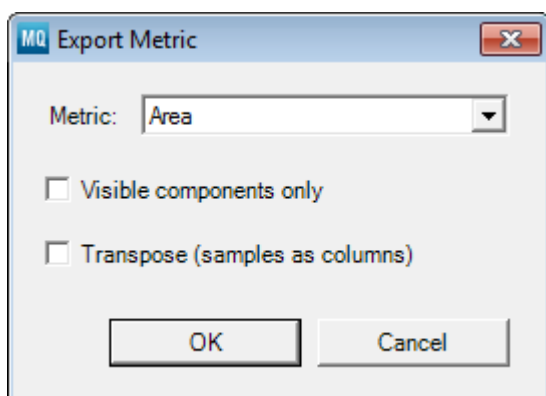 MQ Export Metric
Metric: Area
Visible components only
Transpose (samples as columns)
OK Cancel